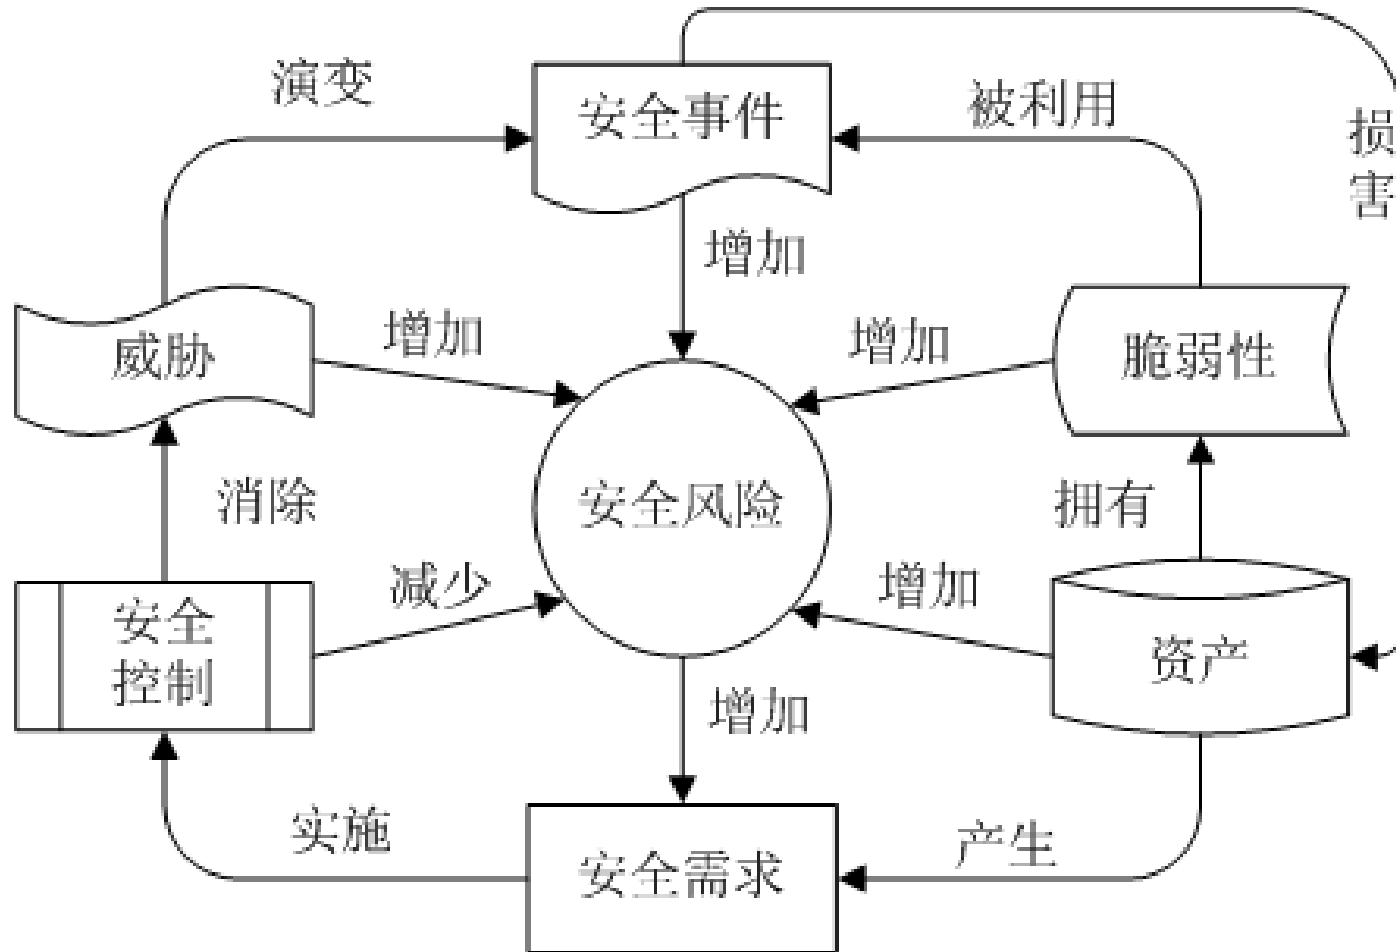 演变
安全事件
被利用
损
害
增加
威胁
增加
增加
脆弱性
消除
安全风险
拥有
减少
增加
安全
控制
资产
增加
实施
安全需求
产生